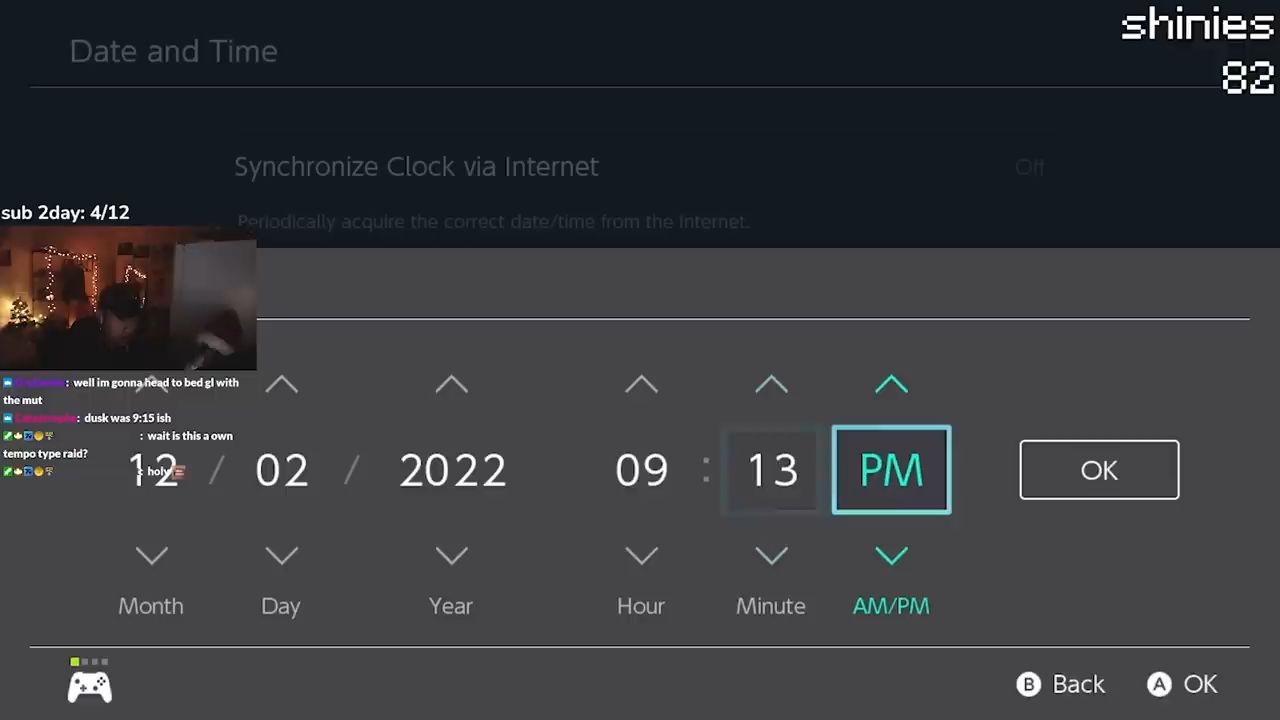 shinies
82
Date and Time
Synchronize Clock via Internet
Off
Periodically acquire the correct date/time from the Internet.
sub 2day: 4/12
: well im gonna head to bed gl with
the mut
: dusk was 9:15 ish
: wait is this a own
tempo type raid?
: holy
12 / 02 / 2022 09 : 13 PM
OK
Month Day Year Hour Minute AM/PM
B Back A OK